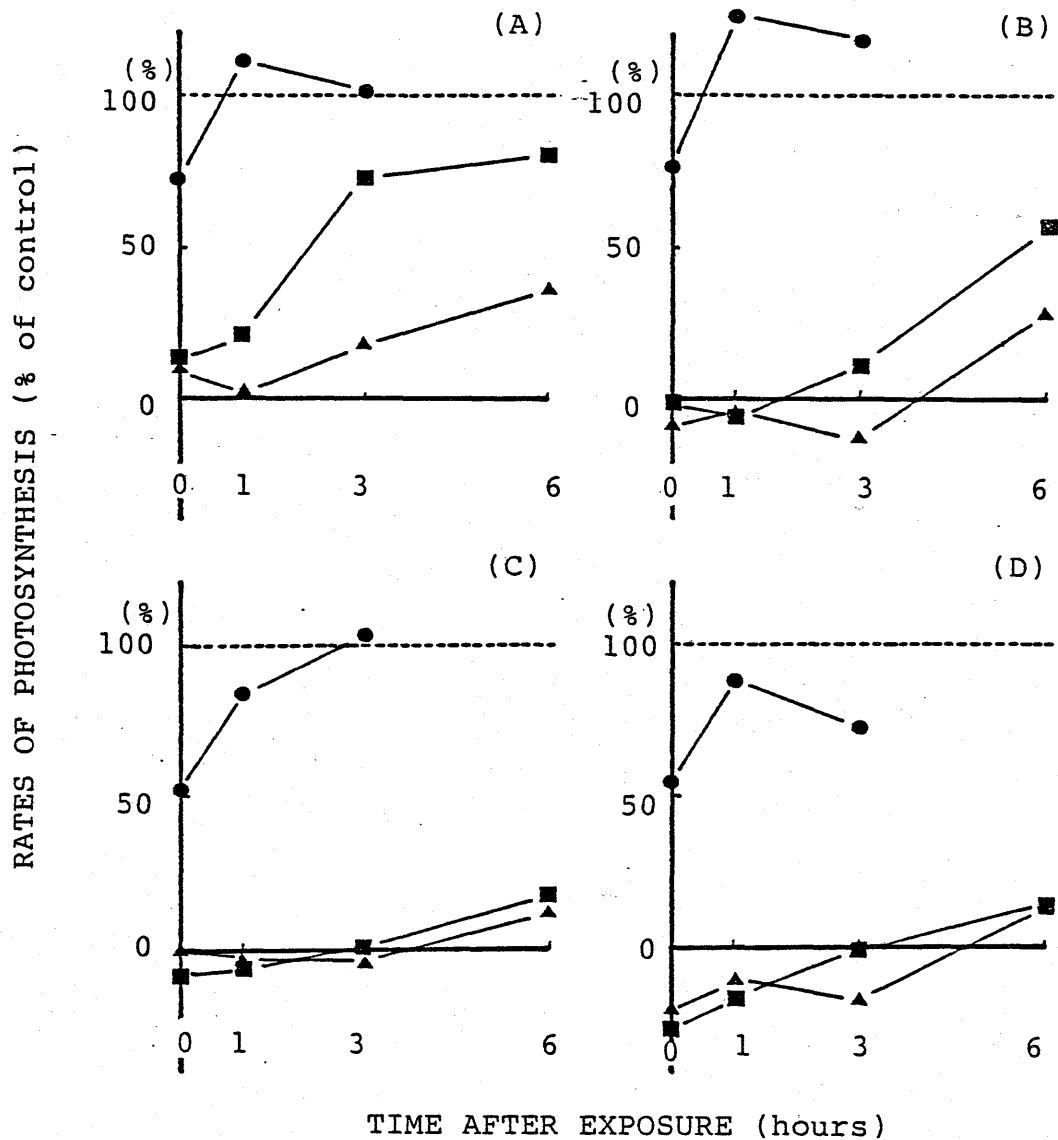 (A)
(%)
100
50
0
0 1 3 6
(B)
(%)
100
50
0
0 1 3 6
(C)
(%)
100
50
0
0 1 3 6
(D)
(%)
100
50
0
0 1 3 6
RATES OF PHOTOSYNTHESIS (% of control)
TIME AFTER EXPOSURE (hours)